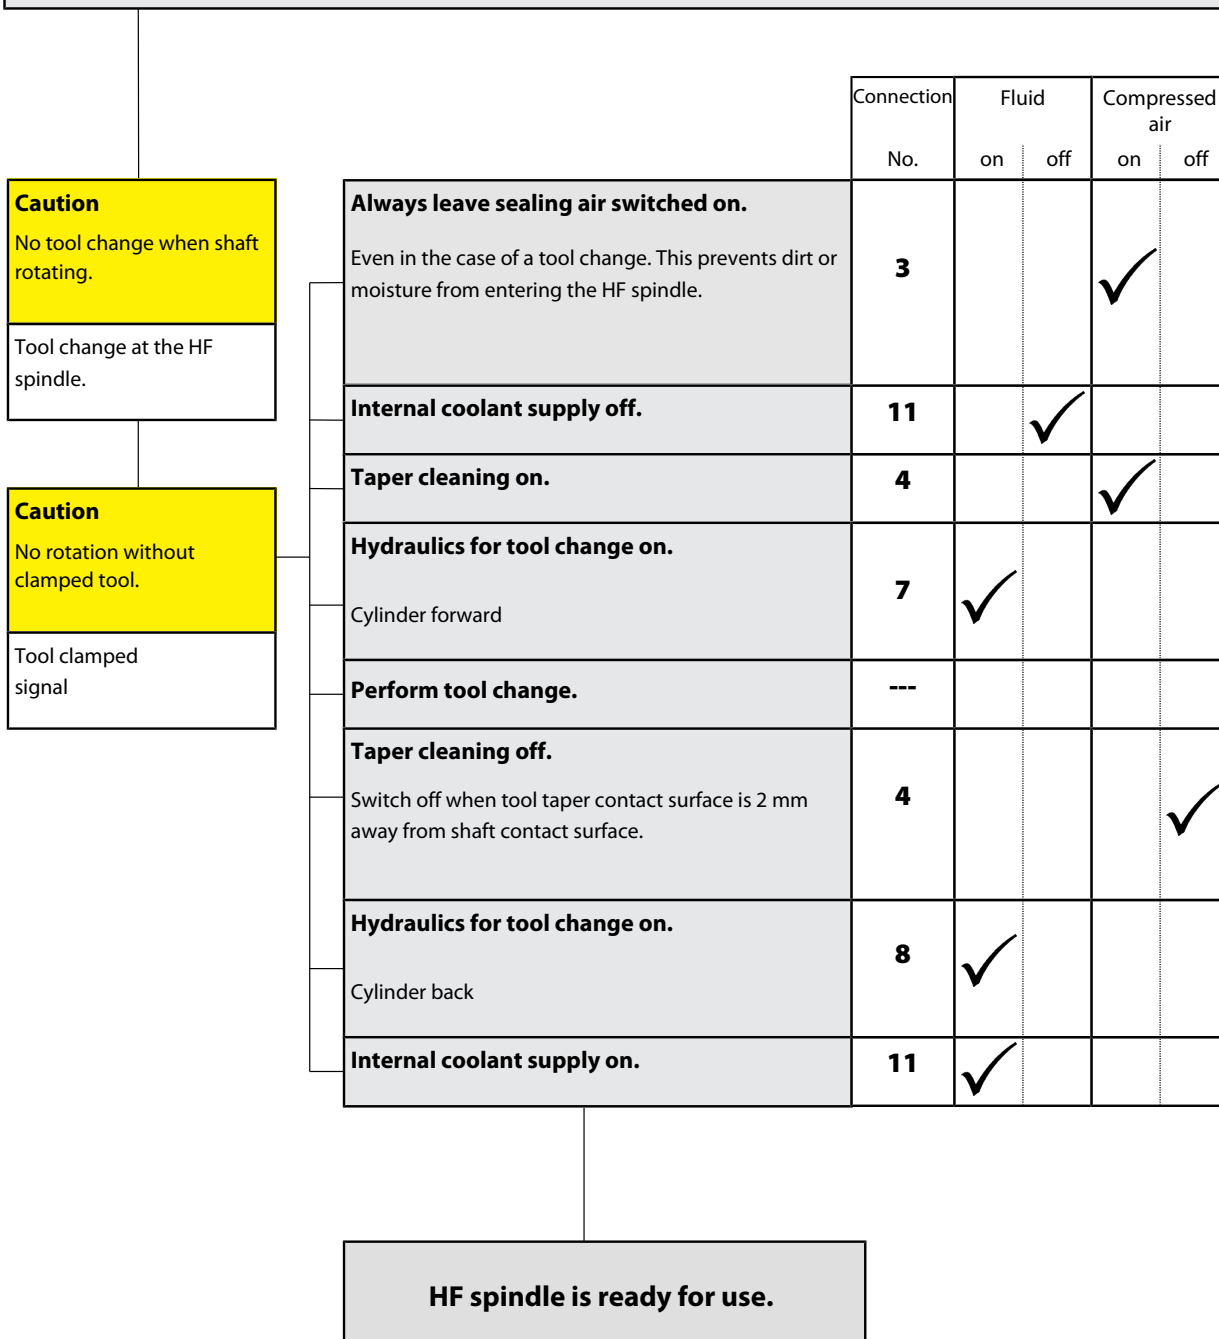 Connection Fluid Compressed
air
No. on off on off
Caution
No tool change when shaft
rotating.
Tool change at the HF
spindle.
Caution
No rotation without
clamped tool.
Tool clamped
signal
Always leave sealing air switched on.
Even in the case of a tool change. This prevents dirt or
moisture from entering the HF spindle.
3
Internal coolant supply off.
11
Taper cleaning on.
4
Hydraulics for tool change on.
Cylinder forward
7
Perform tool change.
---
Taper cleaning off.
Switch off when tool taper contact surface is 2 mm
away from shaft contact surface.
4
Hydraulics for tool change on.
Cylinder back
8
Internal coolant supply on.
11
HF spindle is ready for use.